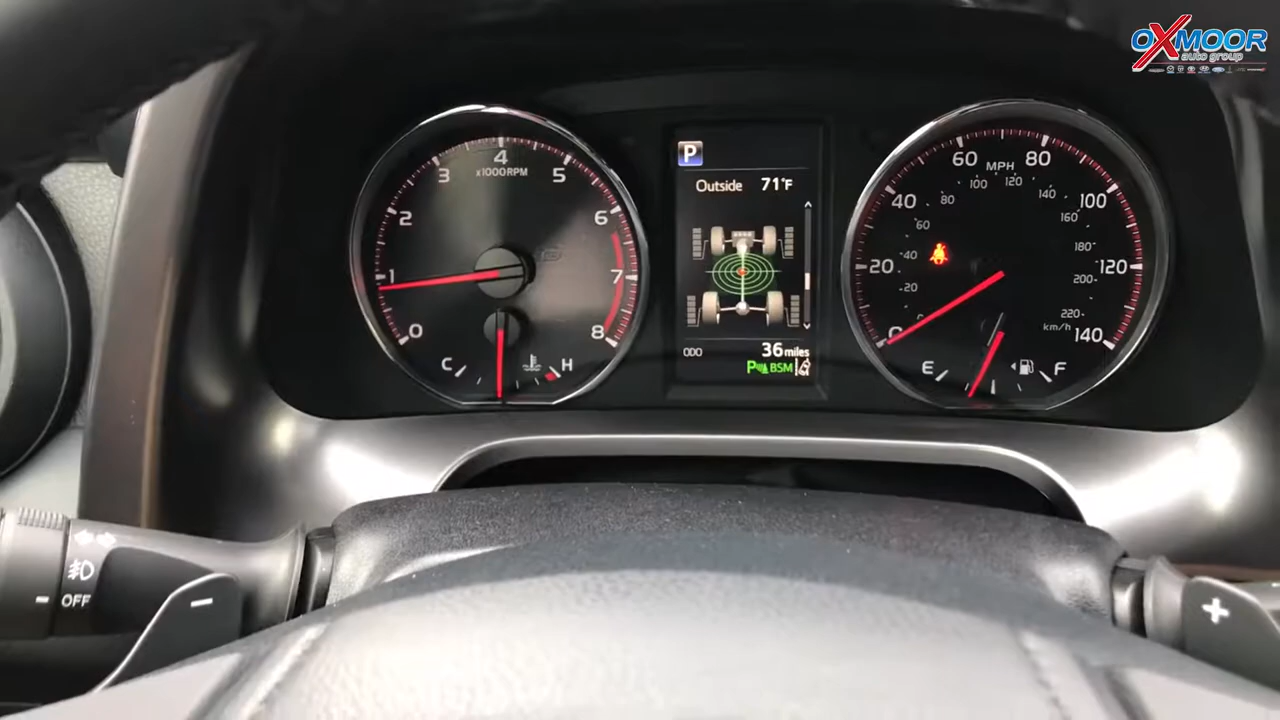 OXMOOR
auto group
0 1 2 3 4 5 6 7 8
x1000RPM
C H
P
Outside 71°F
ODO 36 miles
P BSM
0 20 40 60 80 100 120 140
MPH
20 40 60 80 100 120 140 160 180 200 220
km/h
E F
OFF
-
-
+